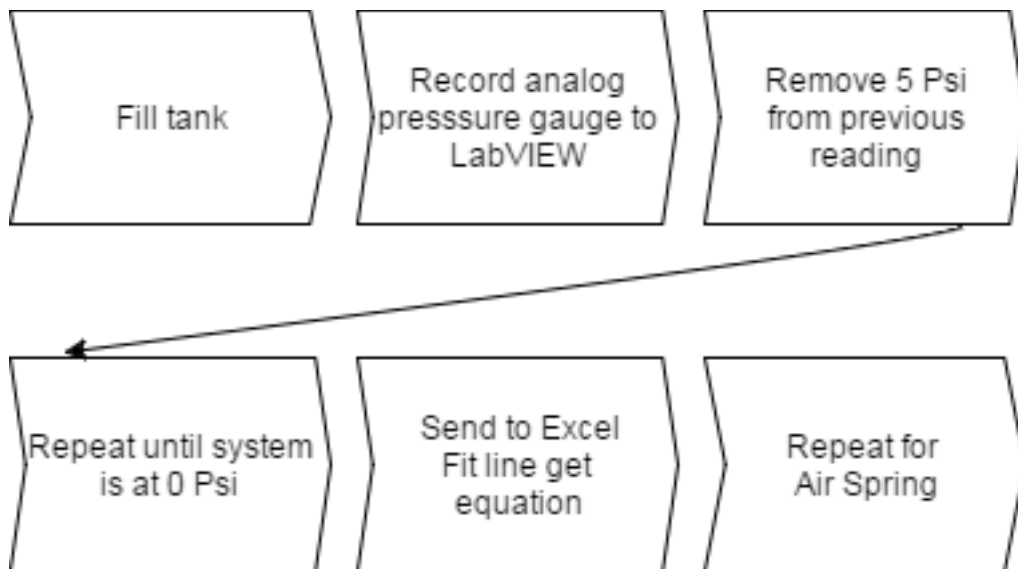 Fill tank
Record analog
presssure gauge to
LabVIEW
Remove 5 Psi
from previous
reading
Repeat until system
is at 0 Psi
Send to Excel
Fit line get
equation
Repeat for
Air Spring